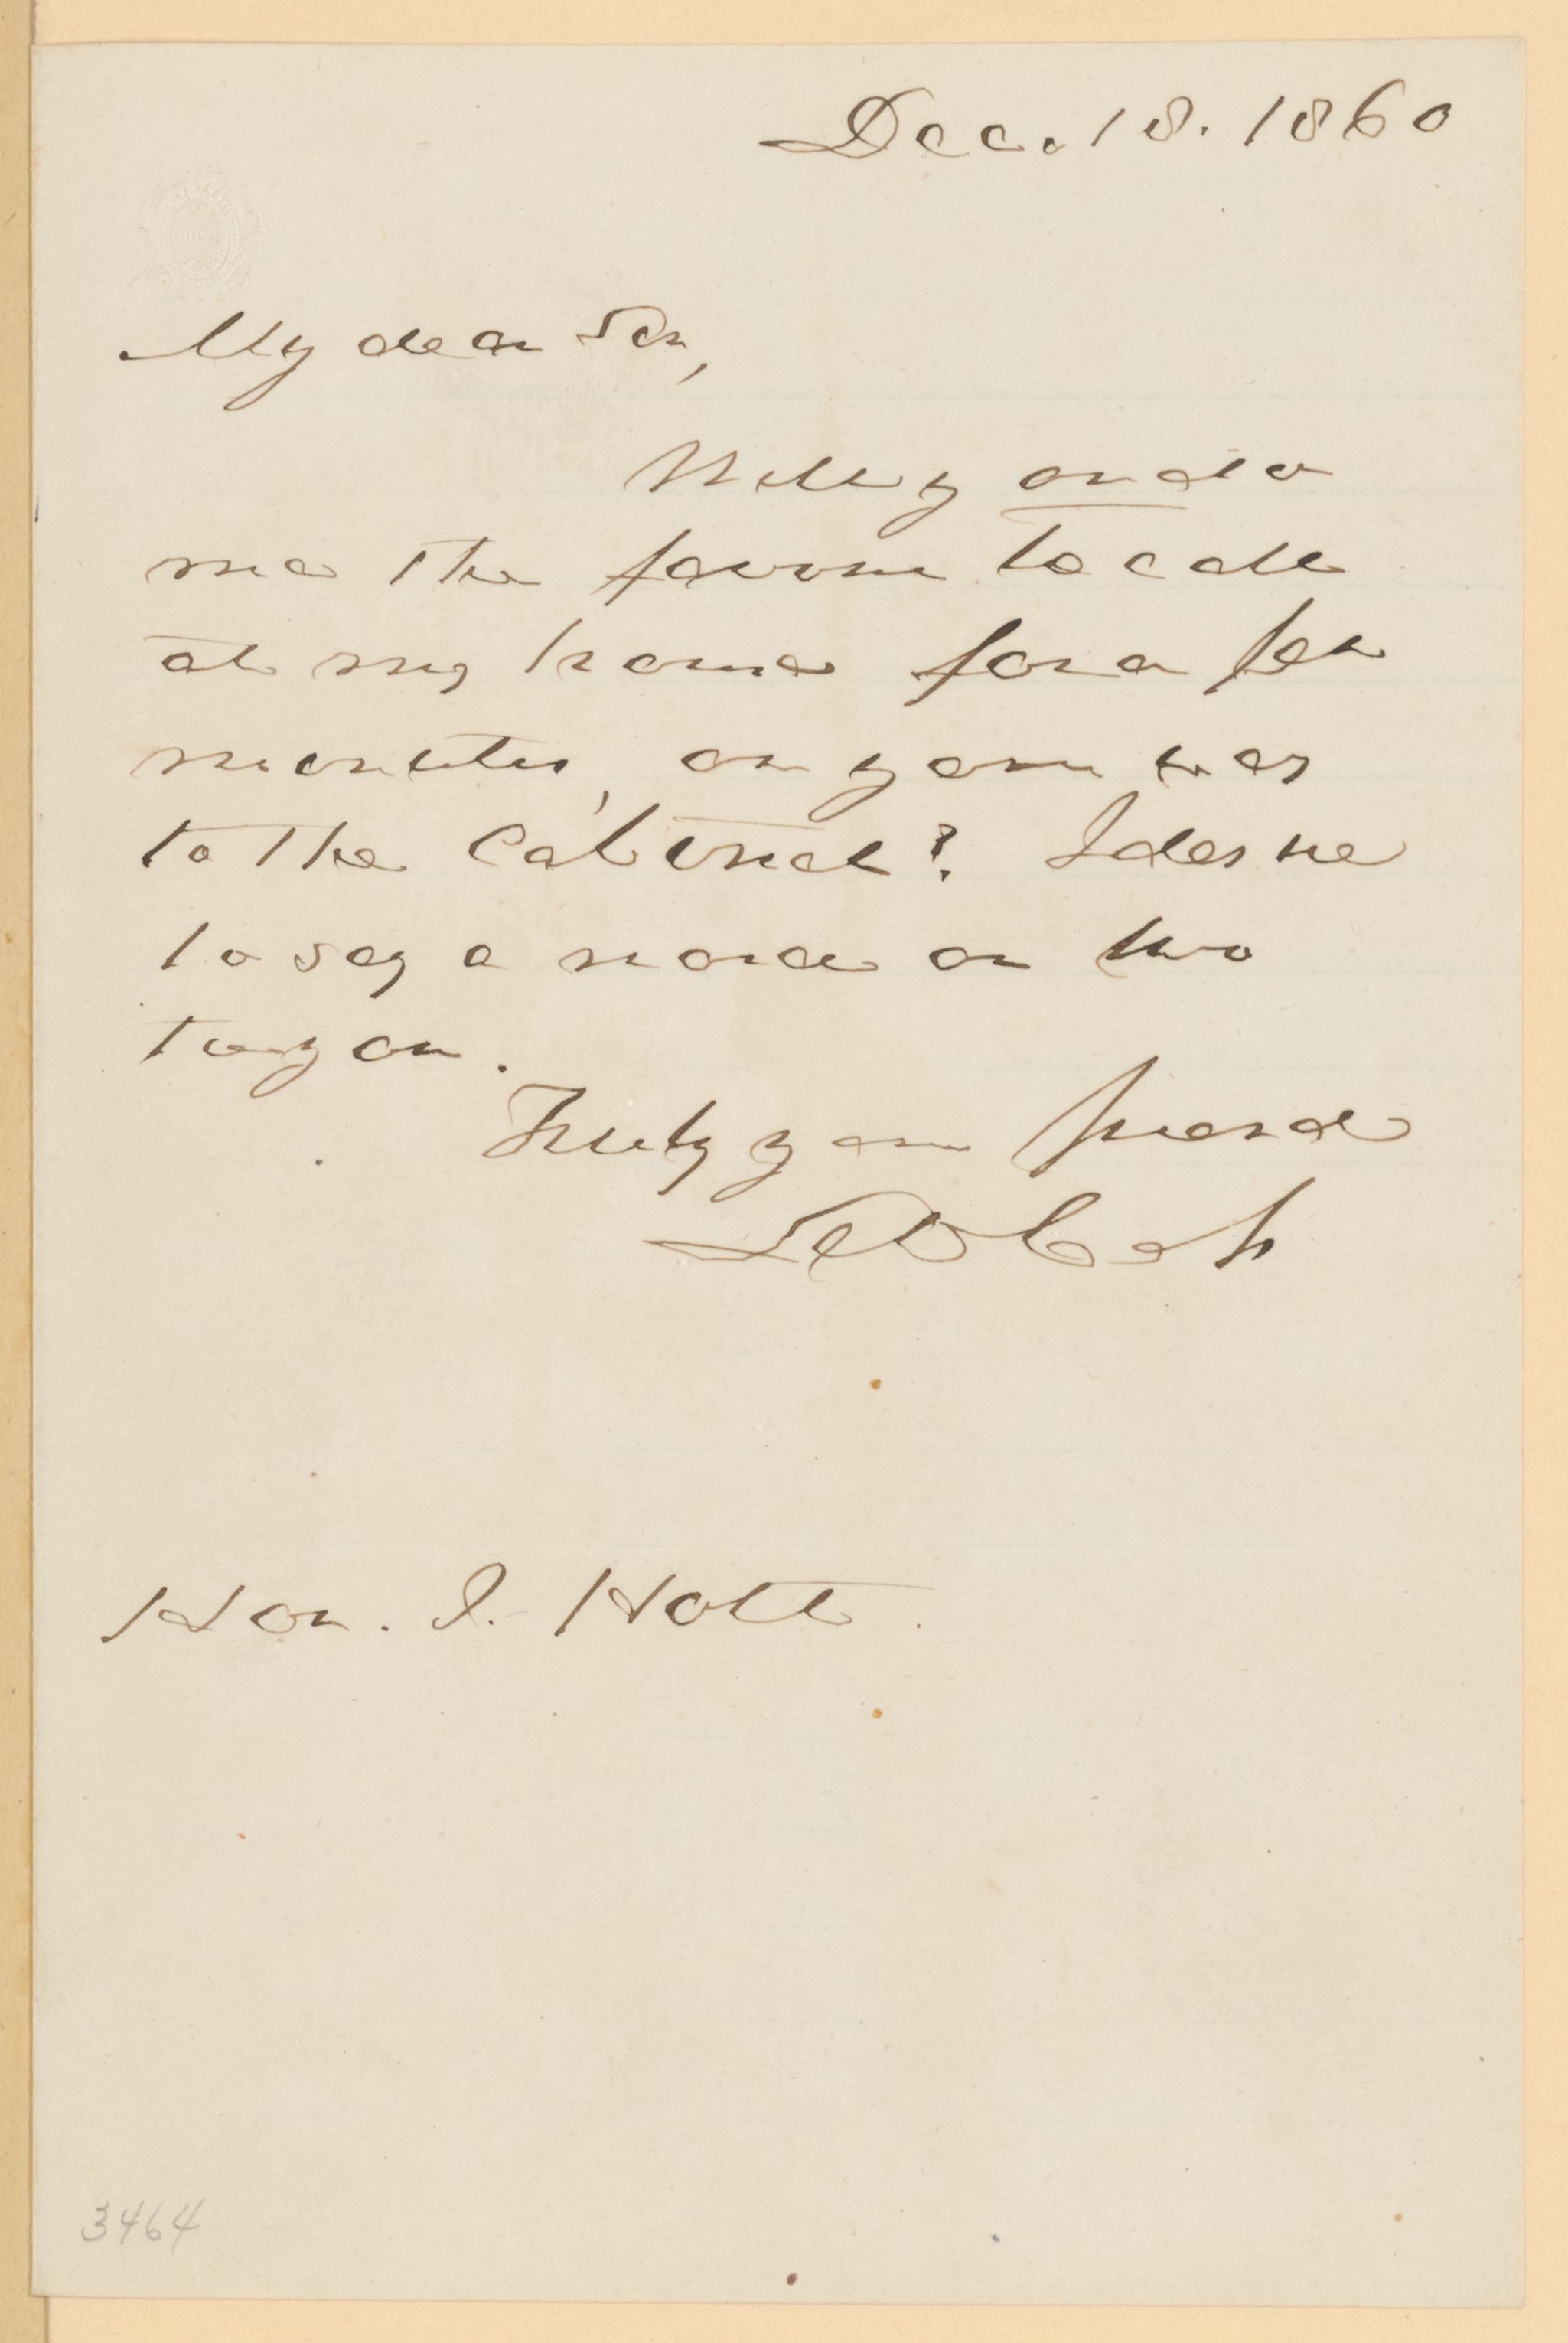 Dec. 18. 1860
My dear Sir,
Will you do
me the favour to call
at my house for a few
minutes, on your way
to the Cabinet? I desire
to say a word or two
to you.
Truly your friend
Hon. J. Holt
3464